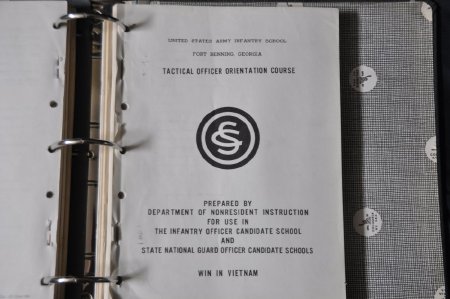 UNITED STATES ARMY INFANTRY SCHOOL
FORT BENNING, GEORGIA
TACTICAL OFFICER ORIENTATION COURSE
OCS
PREPARED BY
DEPARTMENT OF NONRESIDENT INSTRUCTION
FOR USE IN
THE INFANTRY OFFICER CANDIDATE SCHOOL
AND
STATE NATIONAL GUARD OFFICER CANDIDATE SCHOOLS
WIN IN VIETNAM